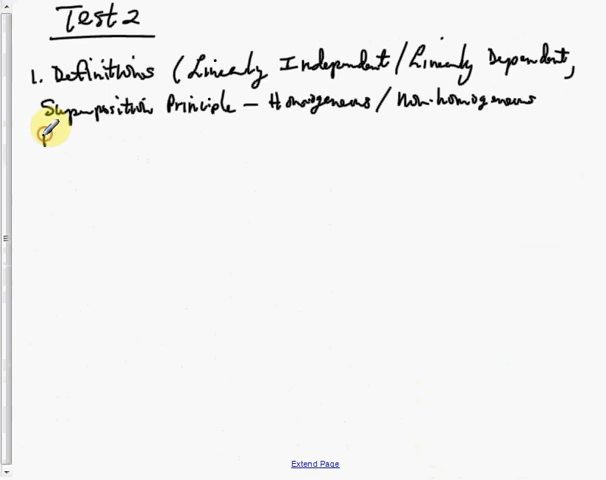 Test 2
1. Definitions (Linearly Independent / Linearly Dependent,
Superposition Principle - Homogeneous / Non-homogeneous
Extend Page